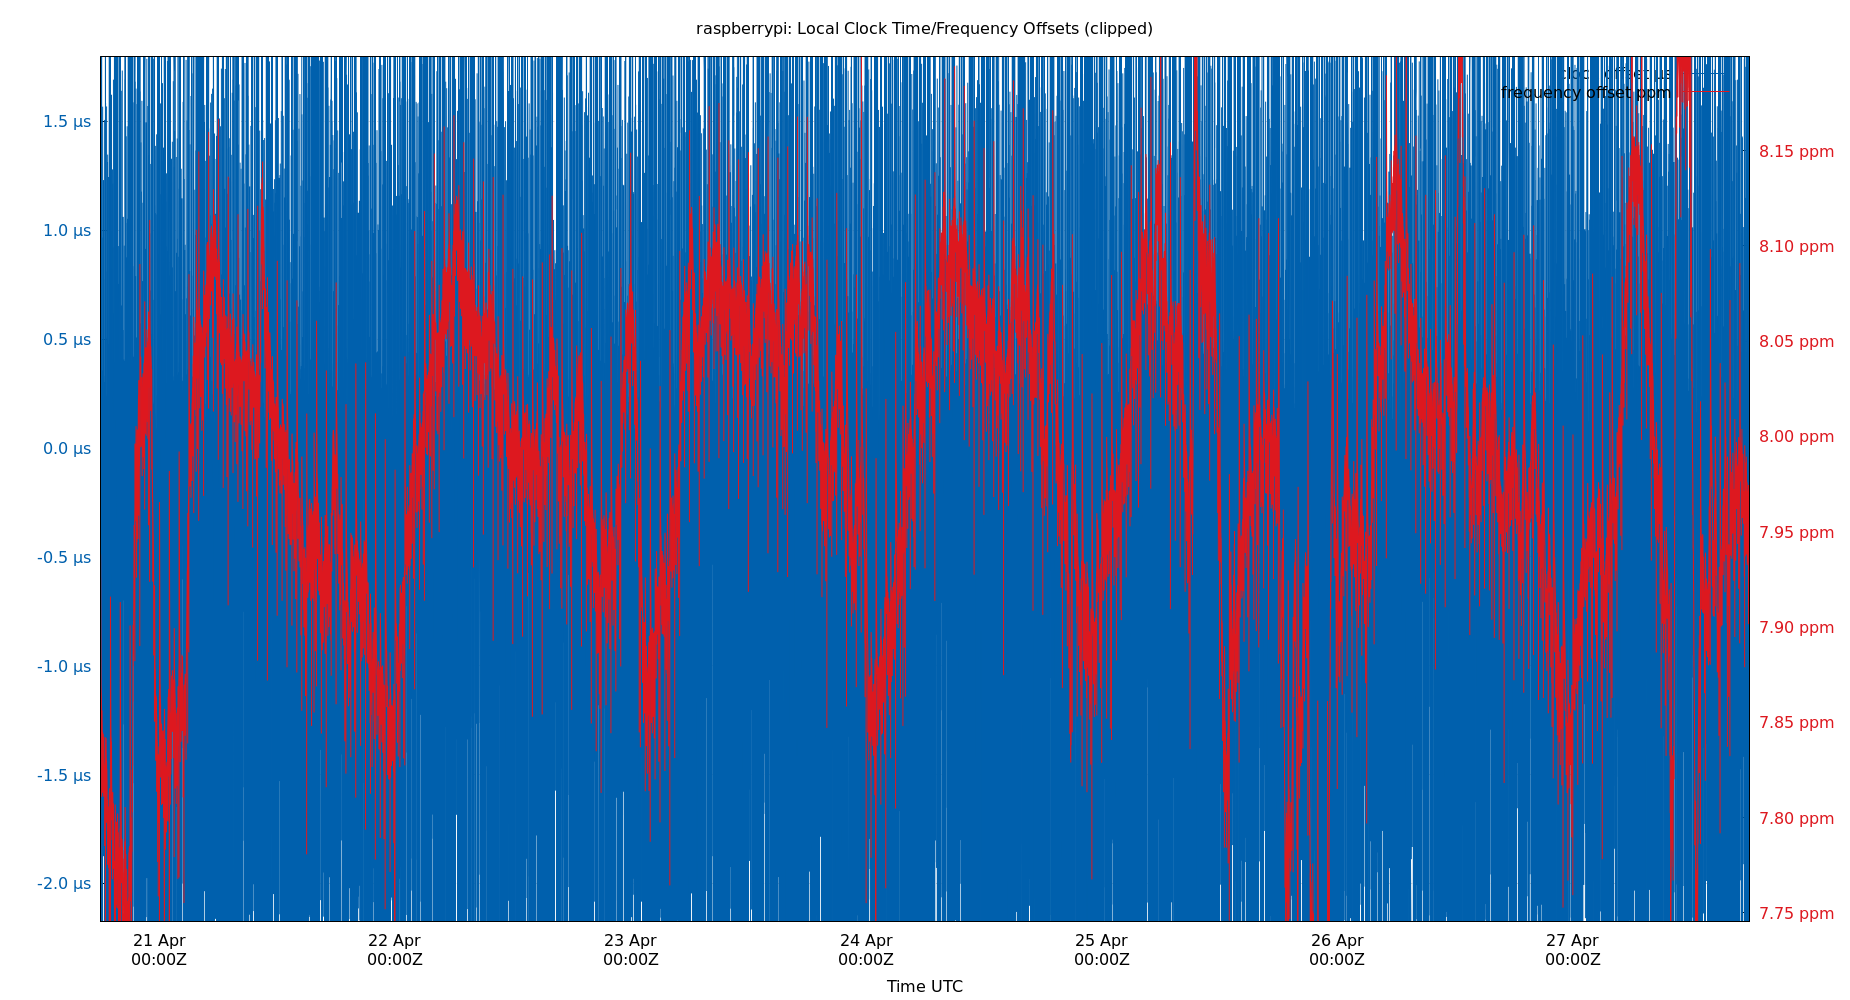 raspberrypi: Local Clock Time/Frequency Offsets (clipped)
clock offset µs
frequency offset ppm
1.5 µs
1.0 µs
0.5 µs
0.0 µs
-0.5 µs
-1.0 µs
-1.5 µs
-2.0 µs
8.15 ppm
8.10 ppm
8.05 ppm
8.00 ppm
7.95 ppm
7.90 ppm
7.85 ppm
7.80 ppm
7.75 ppm
21 Apr 22 Apr 23 Apr 24 Apr 25 Apr 26 Apr 27 Apr
00:00Z 00:00Z 00:00Z 00:00Z 00:00Z 00:00Z 00:00Z
Time UTC